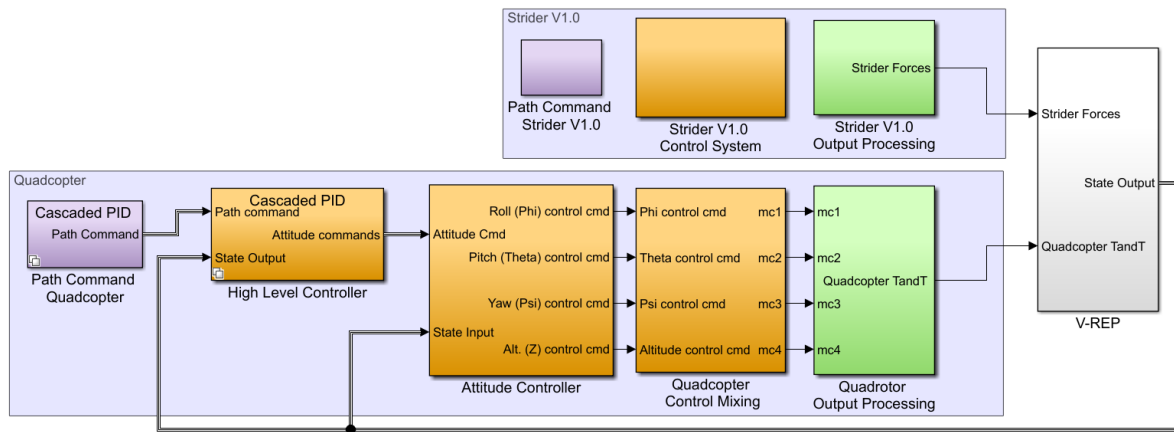 Strider V1.0
Path Command
Strider V1.0
Strider V1.0
Control System
Strider Forces
Strider V1.0
Output Processing
Strider Forces
State Output
Quadcopter TandT
V-REP
Quadcopter
Cascaded PID
Path Command
Path Command
Quadcopter
Cascaded PID
Path command
Attitude commands
State Output
High Level Controller
Roll (Phi) control cmd
Attitude Cmd
Pitch (Theta) control cmd
Yaw (Psi) control cmd
State Input
Alt. (Z) control cmd
Attitude Controller
Phi control cmd
mc1
Theta control cmd
mc2
Psi control cmd
mc3
Altitude control cmd
mc4
Quadcopter
Control Mixing
mc1
mc2
Quadcopter TandT
mc3
mc4
Quadrotor
Output Processing